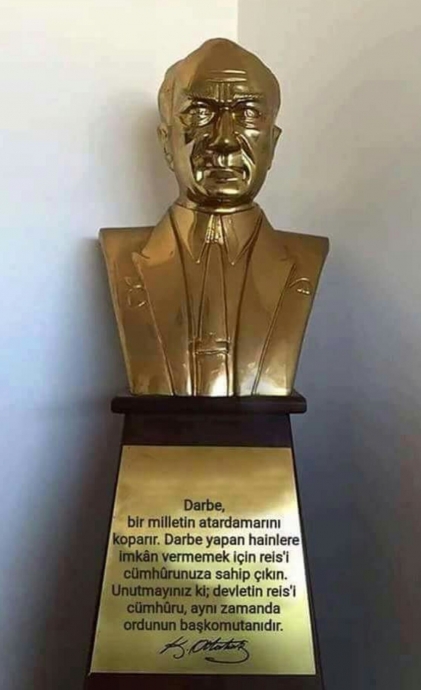 Darbe,
bir milletin atardamarını
koparır. Darbe yapan hainlere
imkân vermemek için reis'i
cümhûrunuza sahip çıkın.
Unutmayınız ki; devletin reis'i
cümhûru, aynı zamanda
ordunun başkomutanıdır.
K. Atatürk